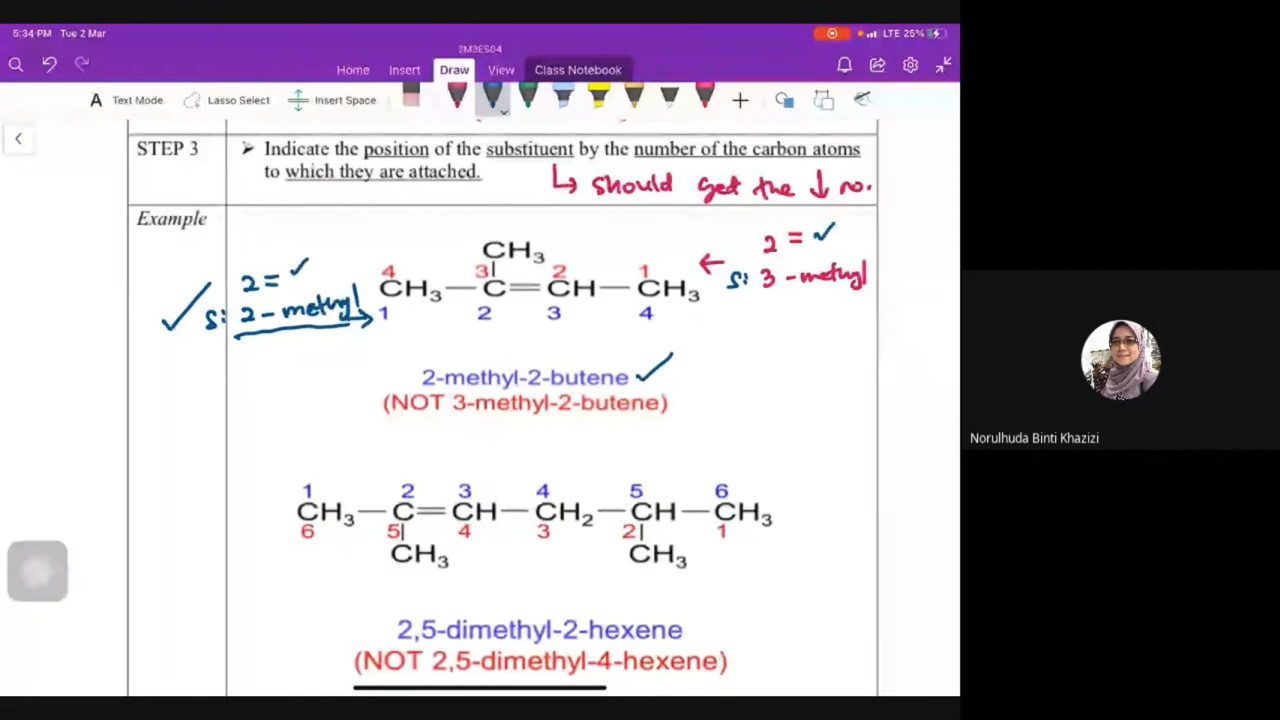 5:34 PM Tue 2 Mar
LTE 25%
2M3ES04
Home Insert Draw View Class Notebook
A Text Mode Lasso Select Insert Space
STEP 3
➢ Indicate the position of the substituent by the number of the carbon atoms
to which they are attached.
↳ should get the ↓ no.
Example
2 = ✓
S: 2-methyl
✓
CH3
4 3 2 1
CH3—C=CH—CH3
1 2 3 4
2 = ✓
S: 3-methyl
2-methyl-2-butene ✓
(NOT 3-methyl-2-butene)
1 2 3 4 5 6
CH3—C=CH—CH2—CH—CH3
6 5 4 3 2 1
CH3 CH3
2,5-dimethyl-2-hexene
(NOT 2,5-dimethyl-4-hexene)
Norulhuda Binti Khazizi